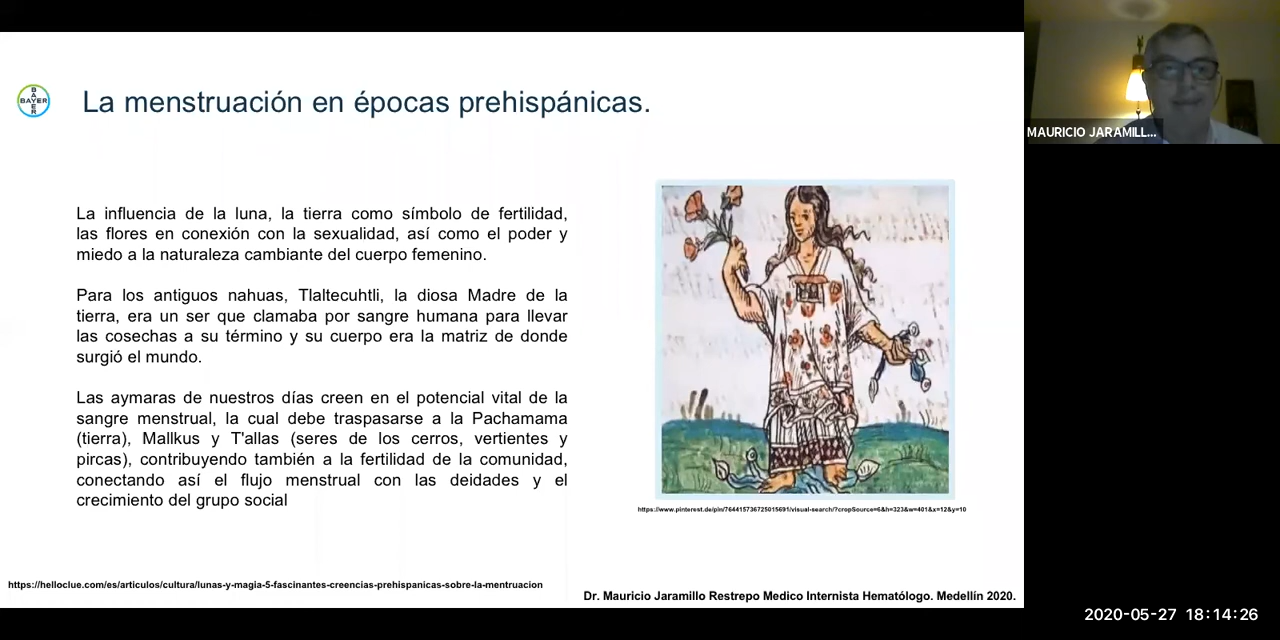 BAYER
BAYER
La menstruación en épocas prehispánicas.
MAURICIO JARAMILL...
La influencia de la luna, la tierra como símbolo de fertilidad,
las flores en conexión con la sexualidad, así como el poder y
miedo a la naturaleza cambiante del cuerpo femenino.
Para los antiguos nahuas, Tlaltecuhtli, la diosa Madre de la
tierra, era un ser que clamaba por sangre humana para llevar
las cosechas a su término y su cuerpo era la matriz de donde
surgió el mundo.
Las aymaras de nuestros días creen en el potencial vital de la
sangre menstrual, la cual debe traspasarse a la Pachamama
(tierra), Mallkus y T'allas (seres de los cerros, vertientes y
pircas), contribuyendo también a la fertilidad de la comunidad,
conectando así el flujo menstrual con las deidades y el
crecimiento del grupo social
https://www.pinterest.de/pin/764415736725015691/visual-search/?cropSource=6&h=323&w=401&x=12&y=10
https://helloclue.com/es/articulos/cultura/lunas-y-magia-5-fascinantes-creencias-prehispanicas-sobre-la-mentruacion
Dr. Mauricio Jaramillo Restrepo Medico Internista Hematólogo. Medellín 2020.
2020-05-27 18:14:26